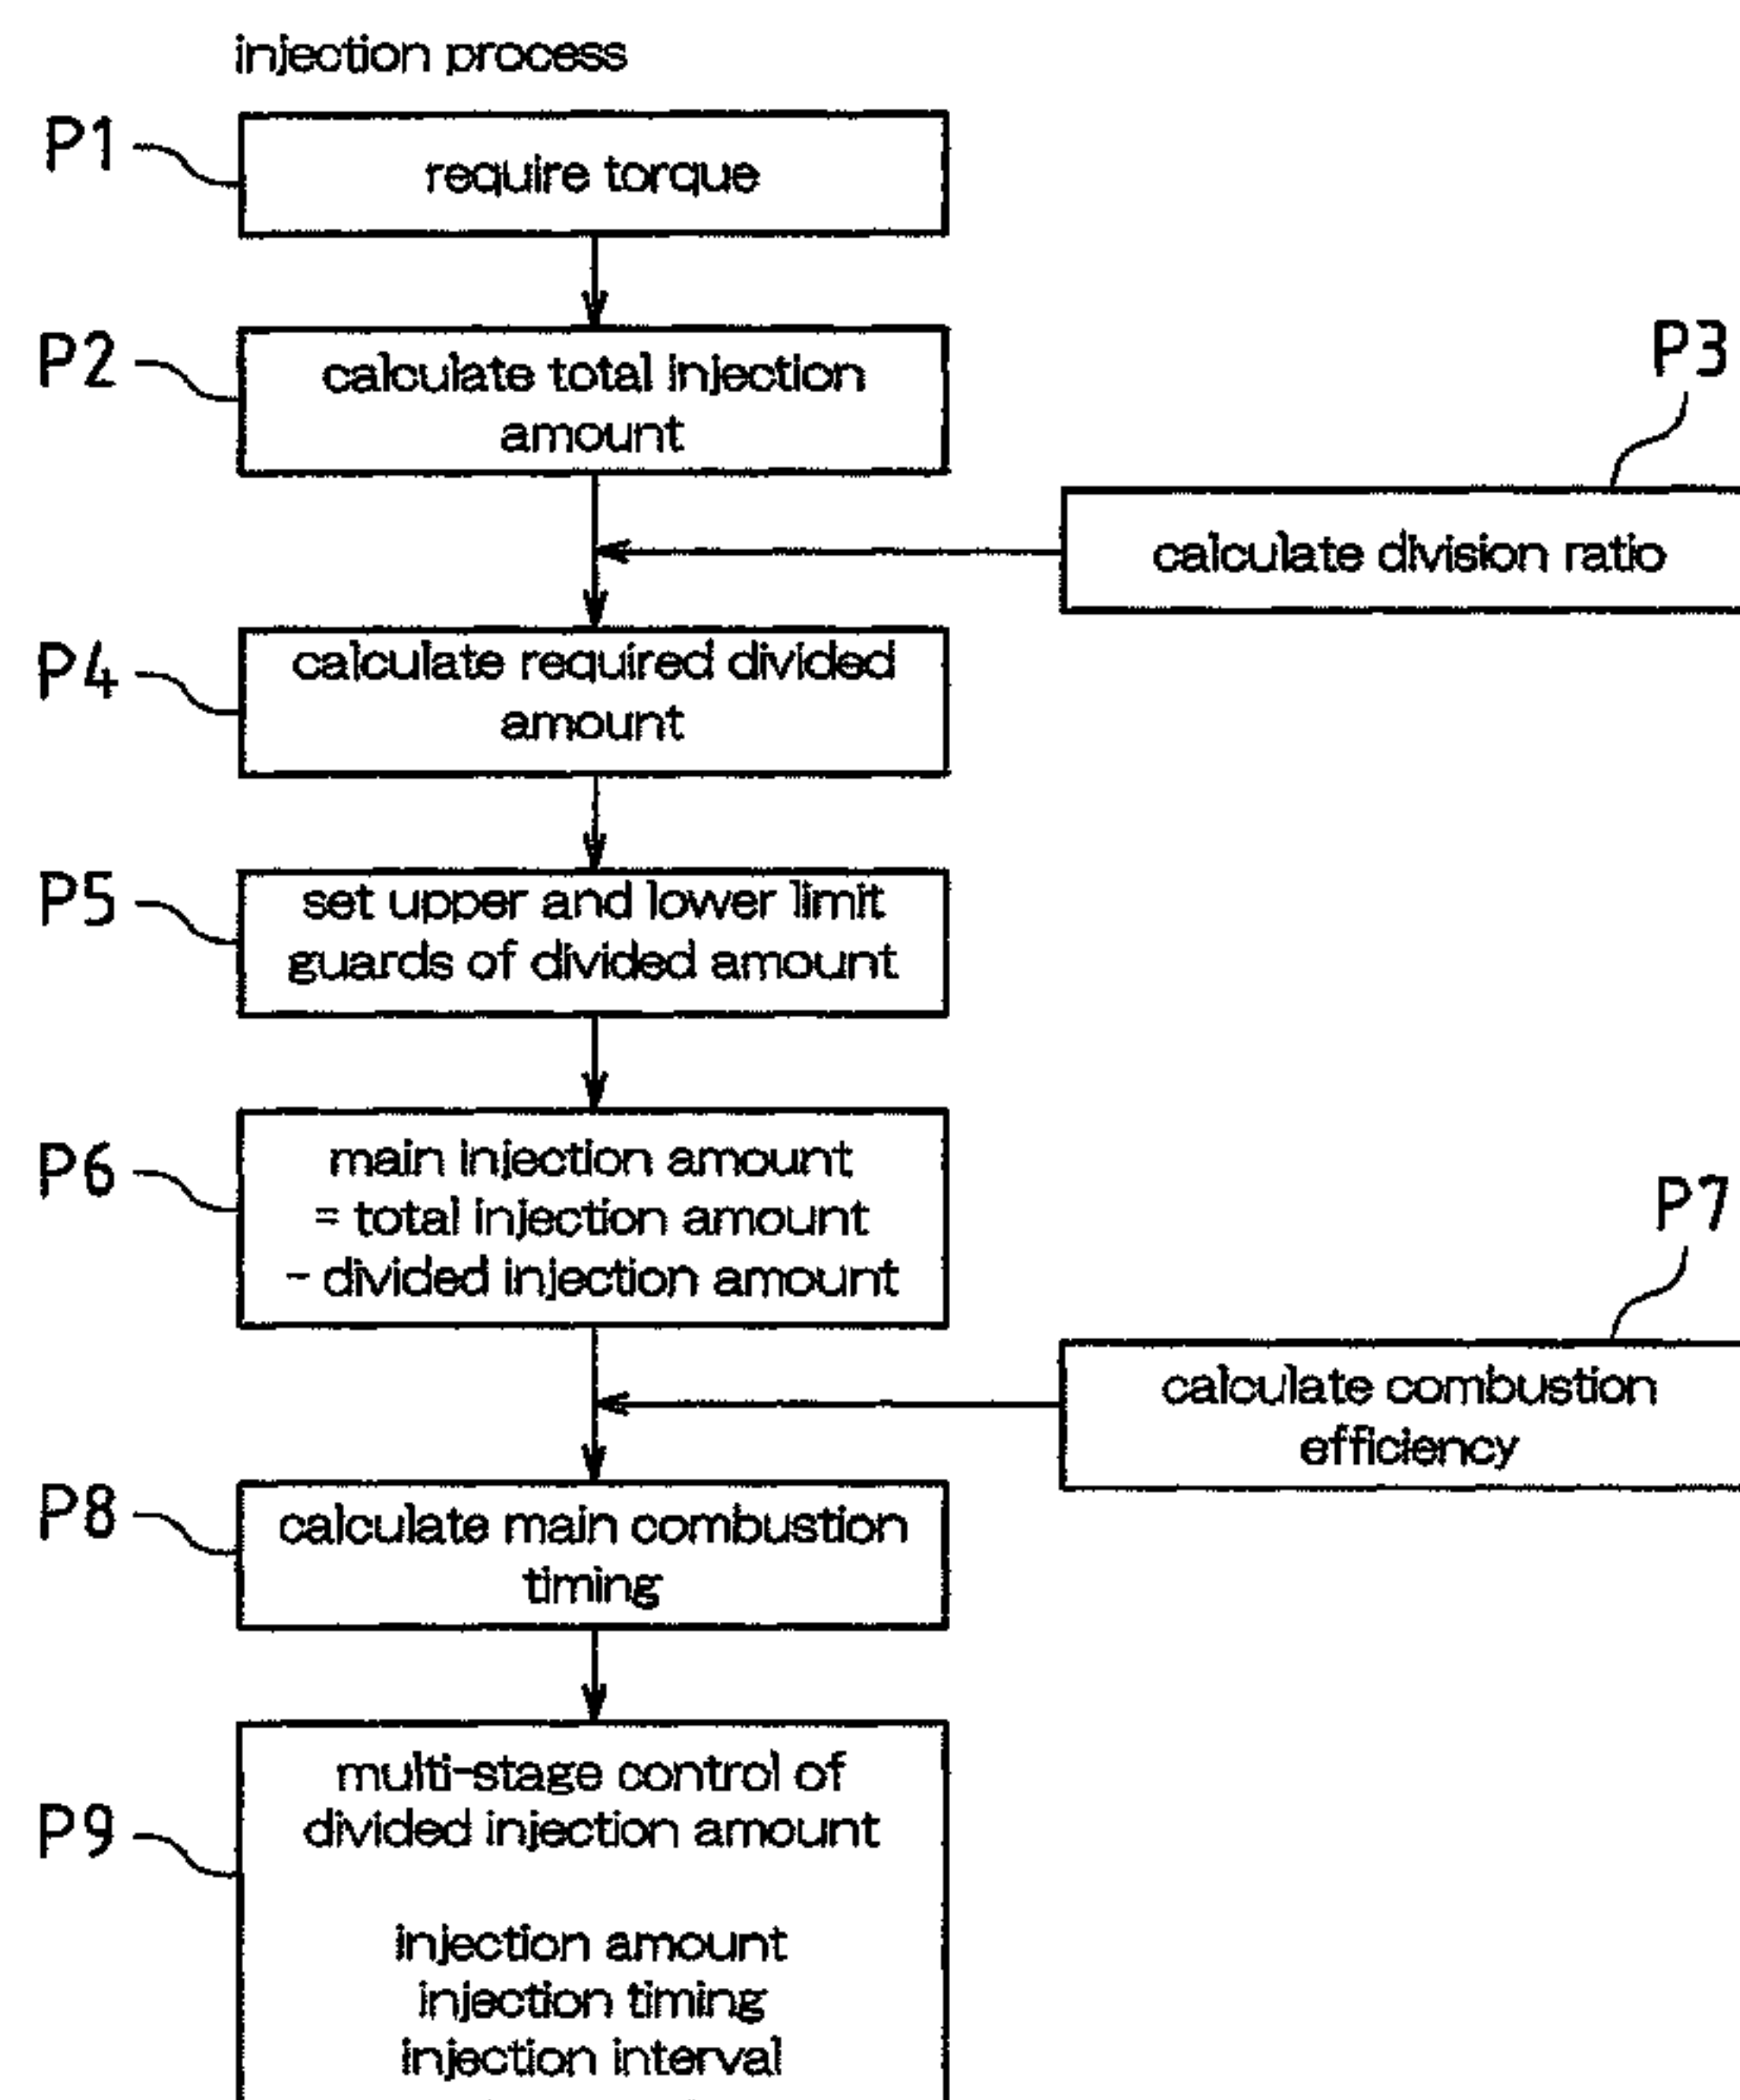 injection process
P1
require torque
P2
calculate total injection
amount
P3
calculate division ratio
P4
calculate required divided
amount
P5
set upper and lower limit
guards of divided amount
P6
main injection amount
= total injection amount
- divided injection amount
P7
calculate combustion
efficiency
P8
calculate main combustion
timing
P9
multi-stage control of
divided injection amount
injection amount
injection timing
injection interval